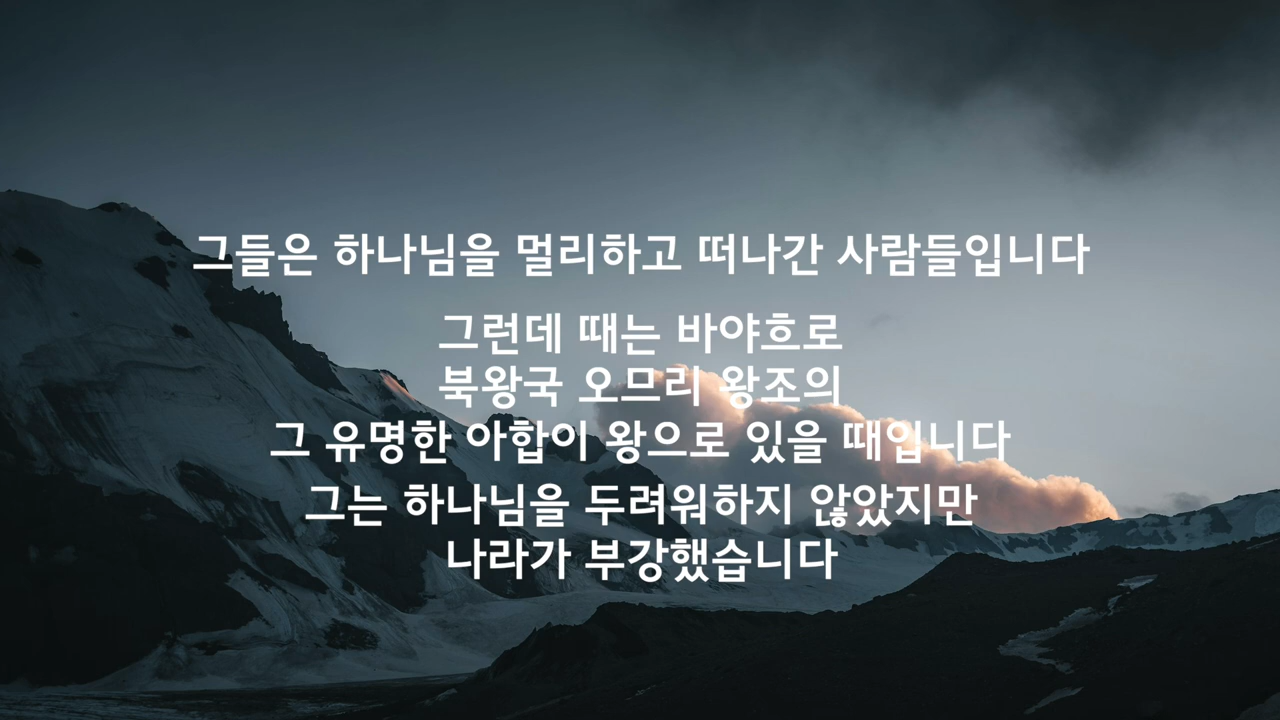 그들은 하나님을 멀리하고 떠나간 사람들입니다
그런데 때는 바야흐로
북왕국 오므리 왕조의
그 유명한 아합이 왕으로 있을 때입니다
그는 하나님을 두려워하지 않았지만
나라가 부강했습니다